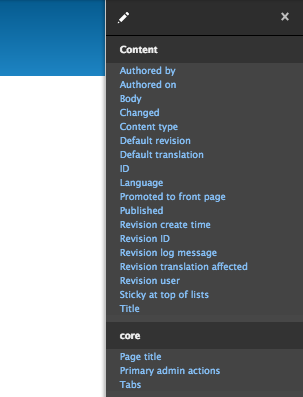 Content
Authored by
Authored on
Body
Changed
Content type
Default revision
Default translation
ID
Language
Promoted to front page
Published
Revision create time
Revision ID
Revision log message
Revision translation affected
Revision user
Sticky at top of lists
Title
core
Page title
Primary admin actions
Tabs